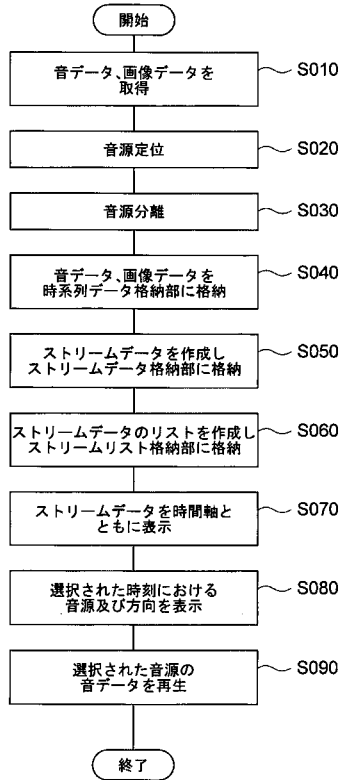 開始
音データ、画像データを
取得
S010
音源定位
S020
音源分離
S030
音データ、画像データを
時系列データ格納部に格納
S040
ストリームデータを作成し
ストリームデータ格納部に格納
S050
ストリームデータのリストを作成し
ストリームリスト格納部に格納
S060
ストリームデータを時間軸と
ともに表示
S070
選択された時刻における
音源及び方向を表示
S080
選択された音源の
音データを再生
S090
終了